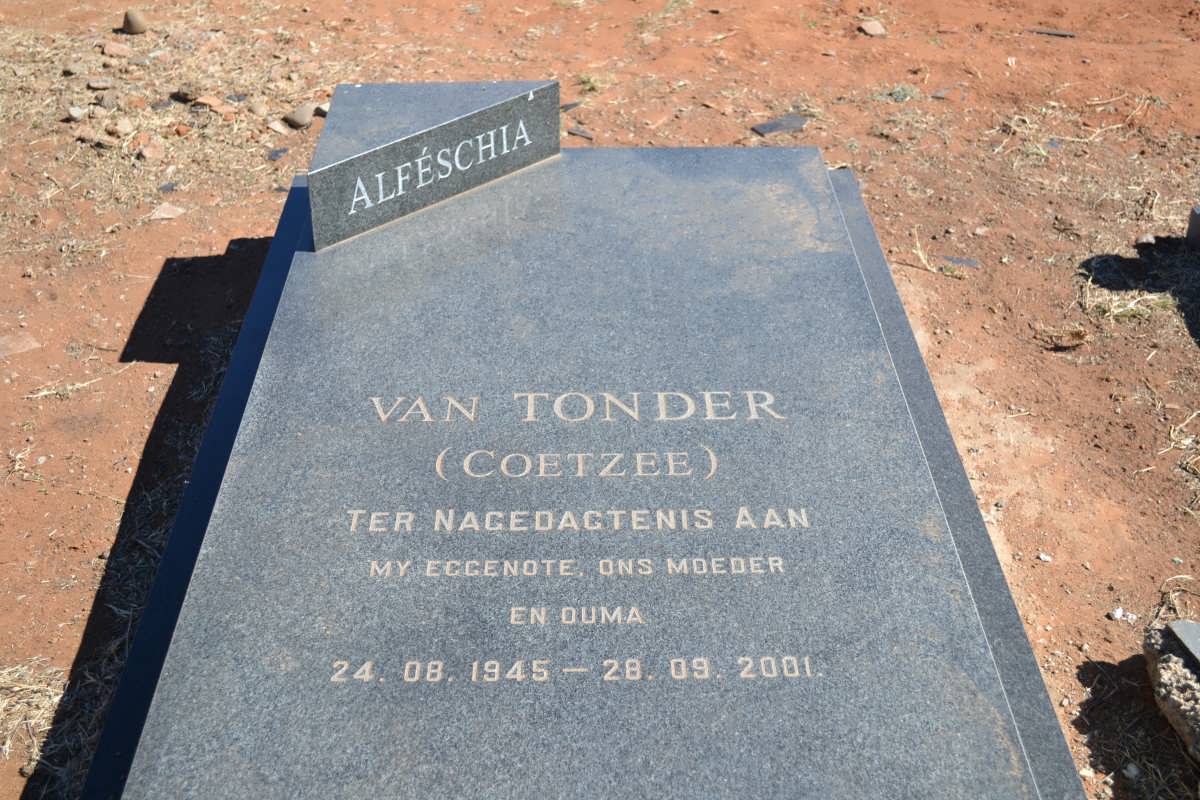 ALFÉSCHIA
VAN TONDER
(COETZEE)
TER NAGEDAGTENIS AAN
MY EGGENOTE, ONS MOEDER
EN OUMA
24. 08. 1945 — 28. 09. 2001.